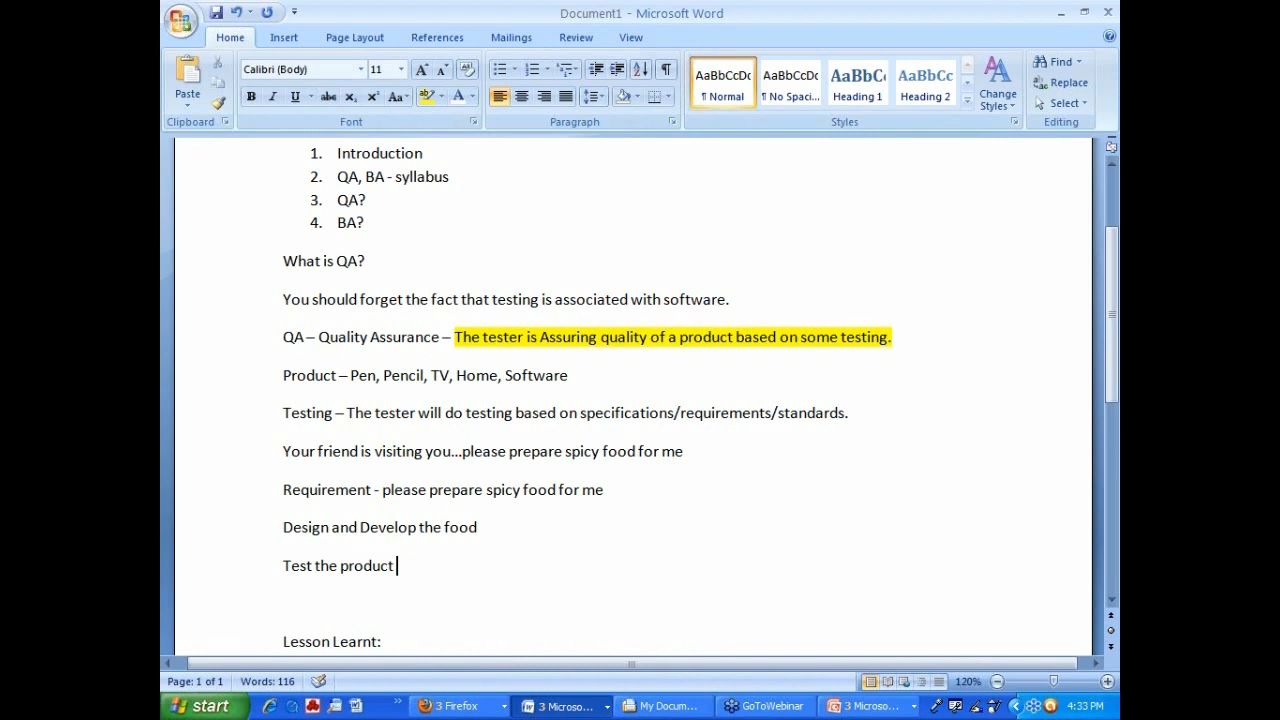 Document1 - Microsoft Word
Home Insert Page Layout References Mailings Review View
Calibri (Body) 11 AaBbCcDc AaBbCcDc AaBbC AaBbCc Find
Paste ¶ Normal ¶ No Spaci... Heading 1 Heading 2 Change Styles Replace
B I U abc x₂ x² Aa ab A Select
Clipboard Font Paragraph Styles Editing
1. Introduction
2. QA, BA - syllabus
3. QA?
4. BA?
What is QA?
You should forget the fact that testing is associated with software.
QA – Quality Assurance – The tester is Assuring quality of a product based on some testing.
Product – Pen, Pencil, TV, Home, Software
Testing – The tester will do testing based on specifications/requirements/standards.
Your friend is visiting you...please prepare spicy food for me
Requirement - please prepare spicy food for me
Design and Develop the food
Test the product
Lesson Learnt:
Page: 1 of 1 Words: 116 120%
start 3 Firefox 3 Microso... My Docum... GoToWebinar 3 Microso... 4:33 PM